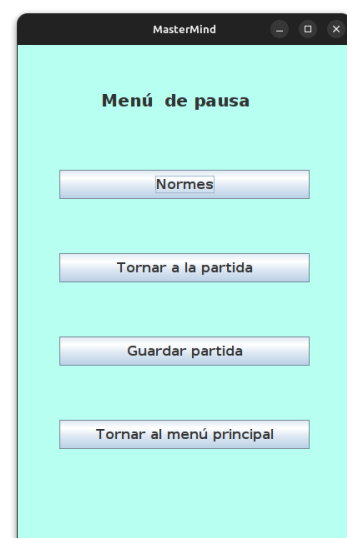 MasterMind
Menú de pausa
Normes
Tornar a la partida
Guardar partida
Tornar al menú principal